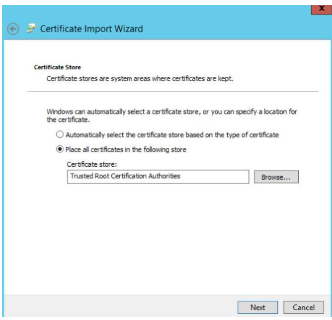 Certificate Import Wizard
Certificate Store
Certificate stores are system areas where certificates are kept.
Windows can automatically select a certificate store, or you can specify a location for
the certificate.
Automatically select the certificate store based on the type of certificate
Place all certificates in the following store
Certificate store:
Trusted Root Certification Authorities
Browse...
Next
Cancel